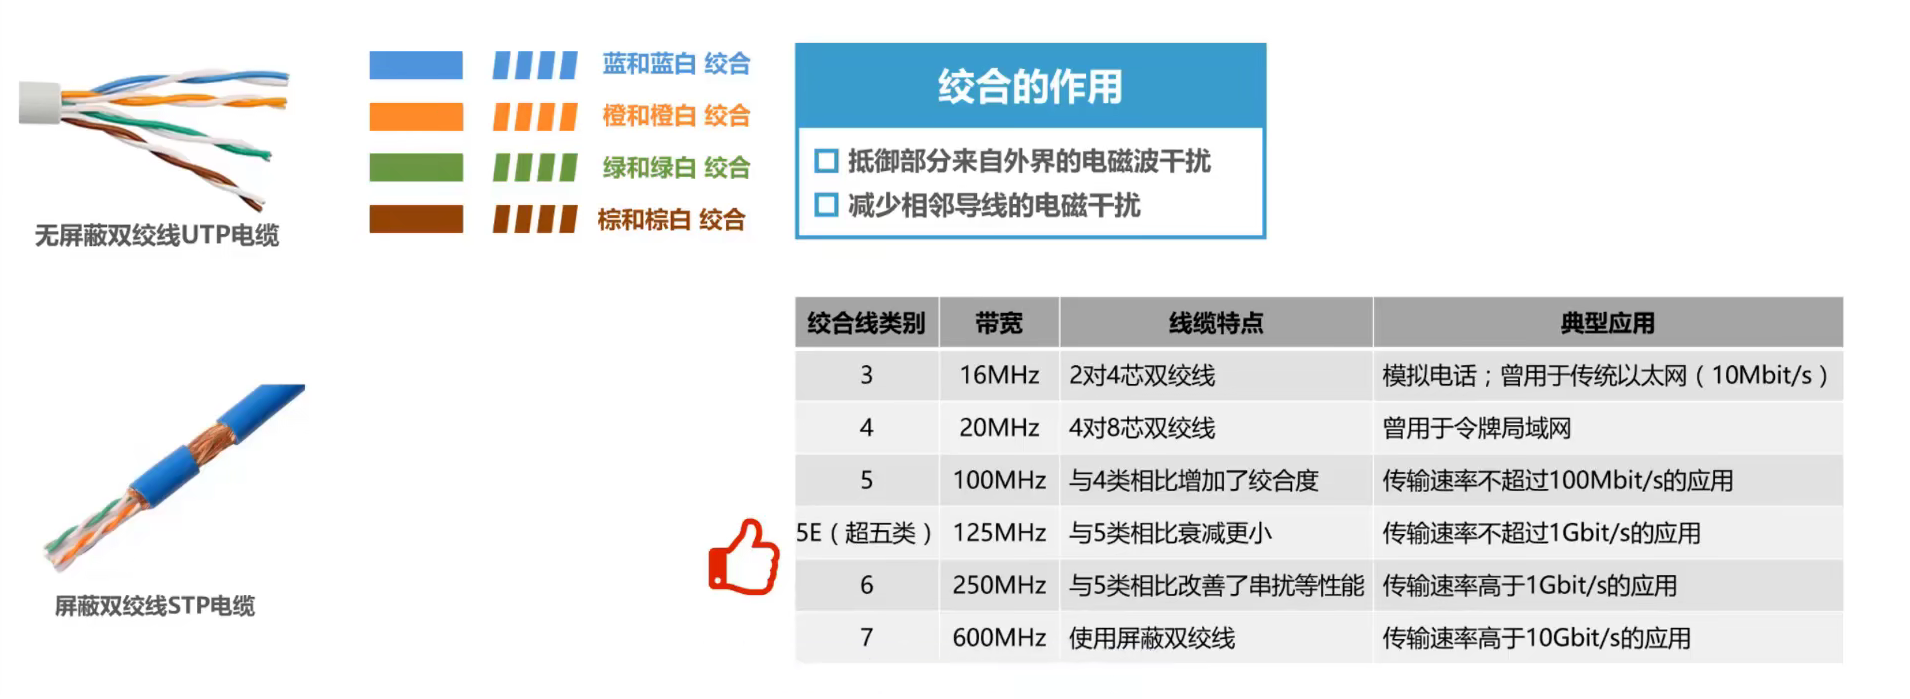 蓝和蓝白 绞合
橙和橙白 绞合
绿和绿白 绞合
棕和棕白 绞合
无屏蔽双绞线UTP电缆
绞合的作用
抵御部分来自外界的电磁波干扰
减少相邻导线的电磁干扰
屏蔽双绞线STP电缆
绞合线类别 带宽 线缆特点 典型应用
3 16MHz 2对4芯双绞线 模拟电话；曾用于传统以太网（10Mbit/s）
4 20MHz 4对8芯双绞线 曾用于令牌局域网
5 100MHz 与4类相比增加了绞合度 传输速率不超过100Mbit/s的应用
5E（超五类） 125MHz 与5类相比衰减更小 传输速率不超过1Gbit/s的应用
6 250MHz 与5类相比改善了串扰等性能 传输速率高于1Gbit/s的应用
7 600MHz 使用屏蔽双绞线 传输速率高于10Gbit/s的应用